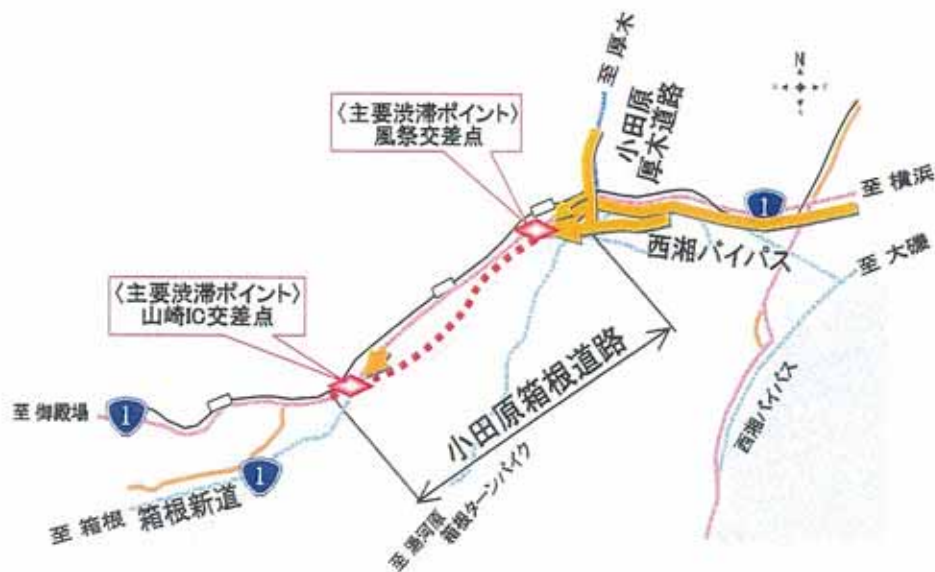 至 厚木
N
〈主要渋滞ポイント〉
風祭交差点
小田原
厚木道路
至 横浜
1
西湘バイパス
至 大磯
〈主要渋滞ポイント〉
山崎IC交差点
小田原箱根道路
至 御殿場
1
西湘バイパス
1
至 箱根
箱根新道
至 湯河原
箱根ターンパイク